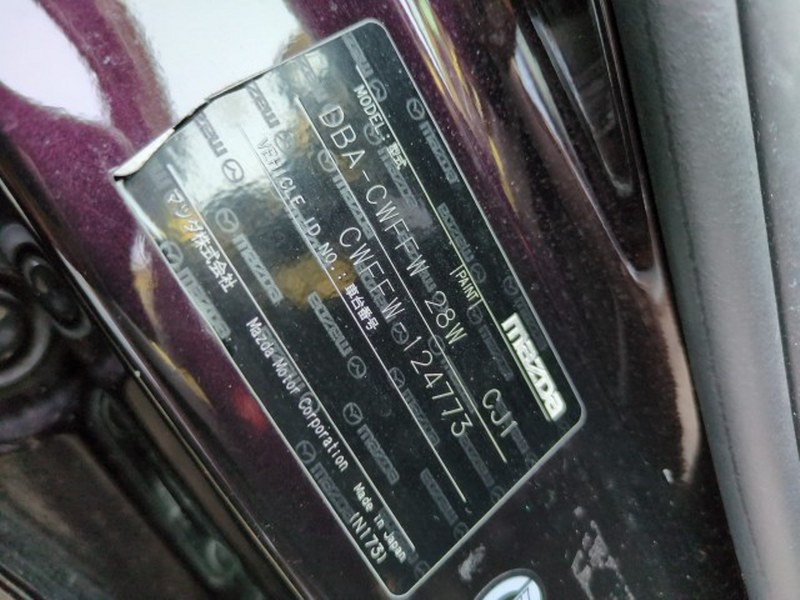 mazda
MODEL: 型式 PAINT
DBA-CWEFW 28W CJ1
VEHICLE ID NO.: 車台番号
CWEFW-124773
マツダ株式会社
Mazda Motor Corporation Made in Japan
(N173)